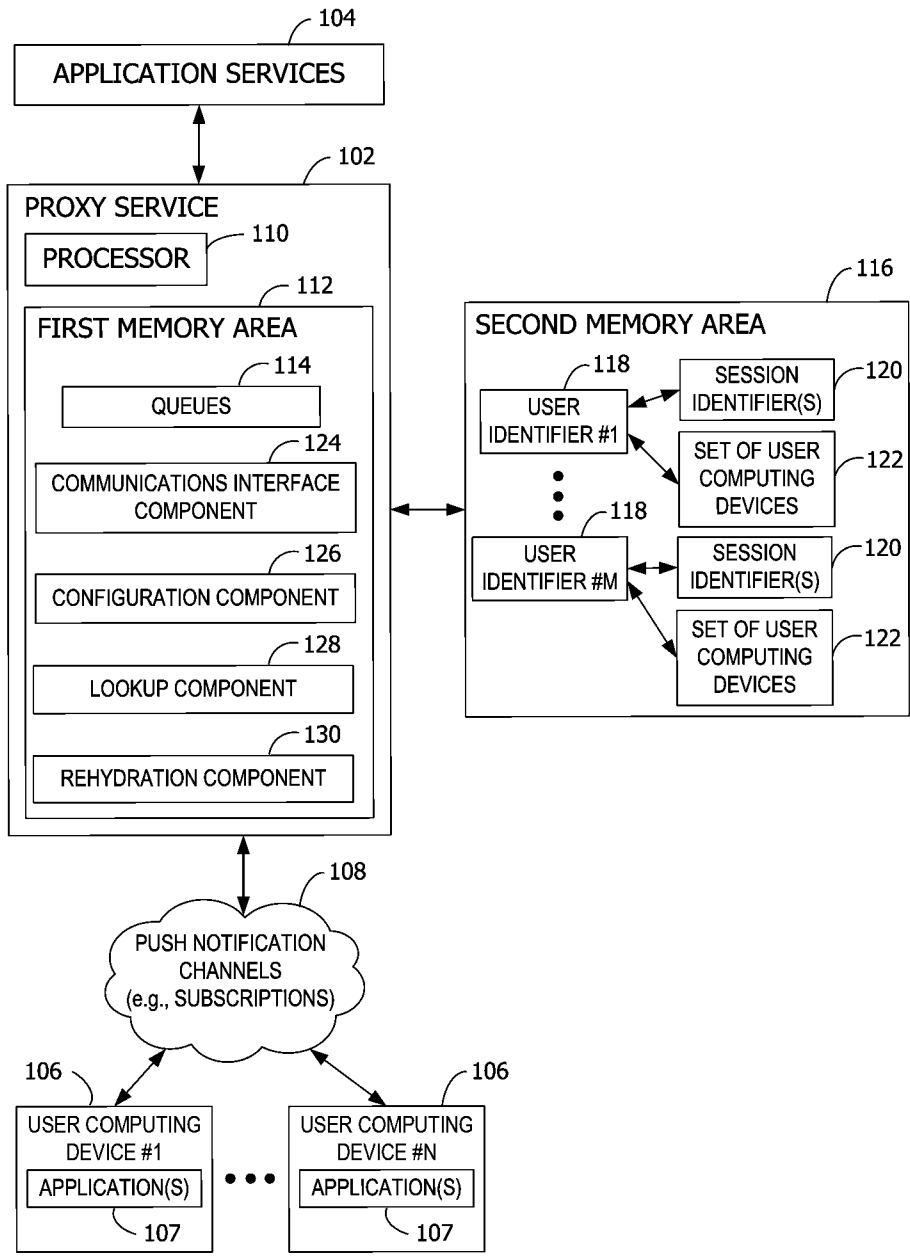 104
APPLICATION SERVICES
102
PROXY SERVICE
110
PROCESSOR
112
FIRST MEMORY AREA
114
QUEUES
124
COMMUNICATIONS INTERFACE
COMPONENT
126
CONFIGURATION COMPONENT
128
LOOKUP COMPONENT
130
REHYDRATION COMPONENT
116
SECOND MEMORY AREA
118
USER
IDENTIFIER #1
SESSION
IDENTIFIER(S)
120
SET OF USER
COMPUTING
DEVICES
122
118
USER
IDENTIFIER #M
SESSION
IDENTIFIER(S)
120
SET OF USER
COMPUTING
DEVICES
122
108
PUSH NOTIFICATION
CHANNELS
(e.g., SUBSCRIPTIONS)
106
USER COMPUTING
DEVICE #1
APPLICATION(S)
107
106
USER COMPUTING
DEVICE #N
APPLICATION(S)
107